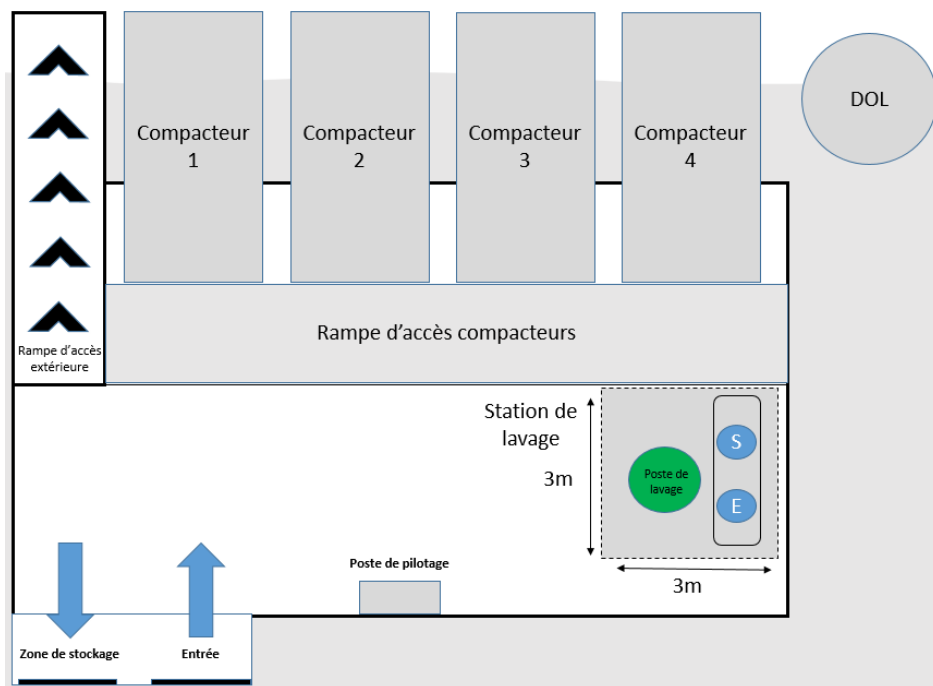 Compacteur
1
Compacteur
2
Compacteur
3
Compacteur
4
DOL
Rampe d'accès
extérieure
Rampe d'accès compacteurs
Station de
lavage
3m
Poste de
lavage
S
E
3m
Poste de pilotage
Zone de stockage
Entrée